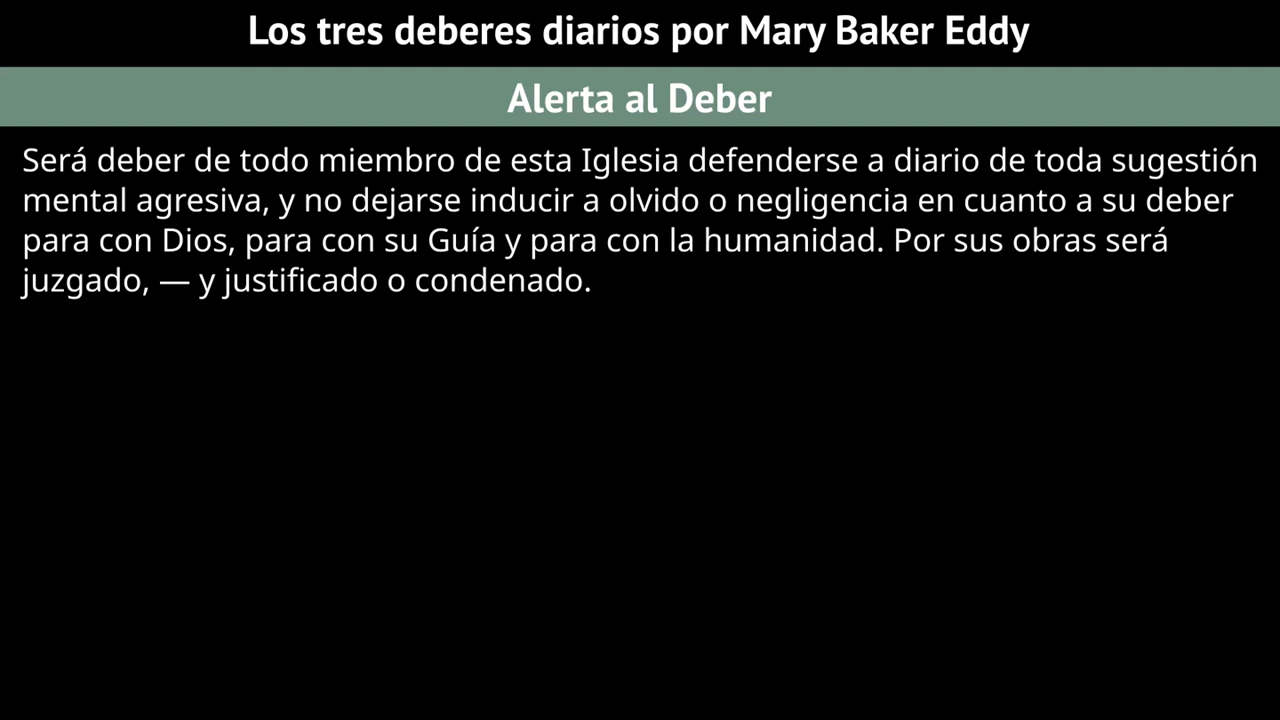 Los tres deberes diarios por Mary Baker Eddy
Alerta al Deber
Será deber de todo miembro de esta Iglesia defenderse a diario de toda sugestión
mental agresiva, y no dejarse inducir a olvido o negligencia en cuanto a su deber
para con Dios, para con su Guía y para con la humanidad. Por sus obras será
juzgado, — y justificado o condenado.